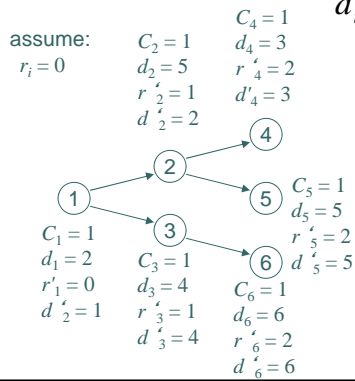 assume:
r_i = 0
d
C_4 = 1
d_4 = 3
r ‘_4 = 2
d'_4 = 3
C_2 = 1
d_2 = 5
r ‘_2 = 1
d ‘_2 = 2
4
2
1
5
3
6
C_5 = 1
d_5 = 5
r ‘_5 = 2
d ‘_5 = 5
C_1 = 1
d_1 = 2
r'_1 = 0
d ‘_2 = 1
C_3 = 1
d_3 = 4
r ‘_3 = 1
d ‘_3 = 4
C_6 = 1
d_6 = 6
r ‘_6 = 2
d ‘_6 = 6